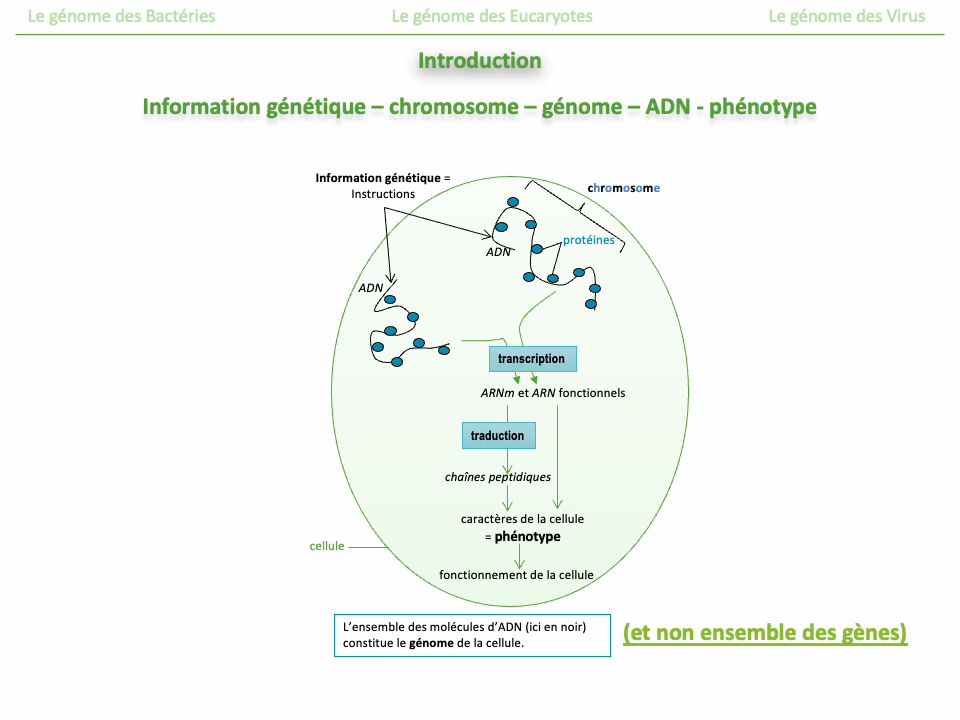 Le génome des Bactéries
Le génome des Eucaryotes
Le génome des Virus
Introduction
Information génétique – chromosome – génome – ADN - phénotype
Information génétique =
Instructions
chromosome
protéines
ADN
ADN
transcription
ARNm et ARN fonctionnels
traduction
chaînes peptidiques
caractères de la cellule
= phénotype
cellule
fonctionnement de la cellule
L’ensemble des molécules d’ADN (ici en noir)
constitue le génome de la cellule.
(et non ensemble des gènes)